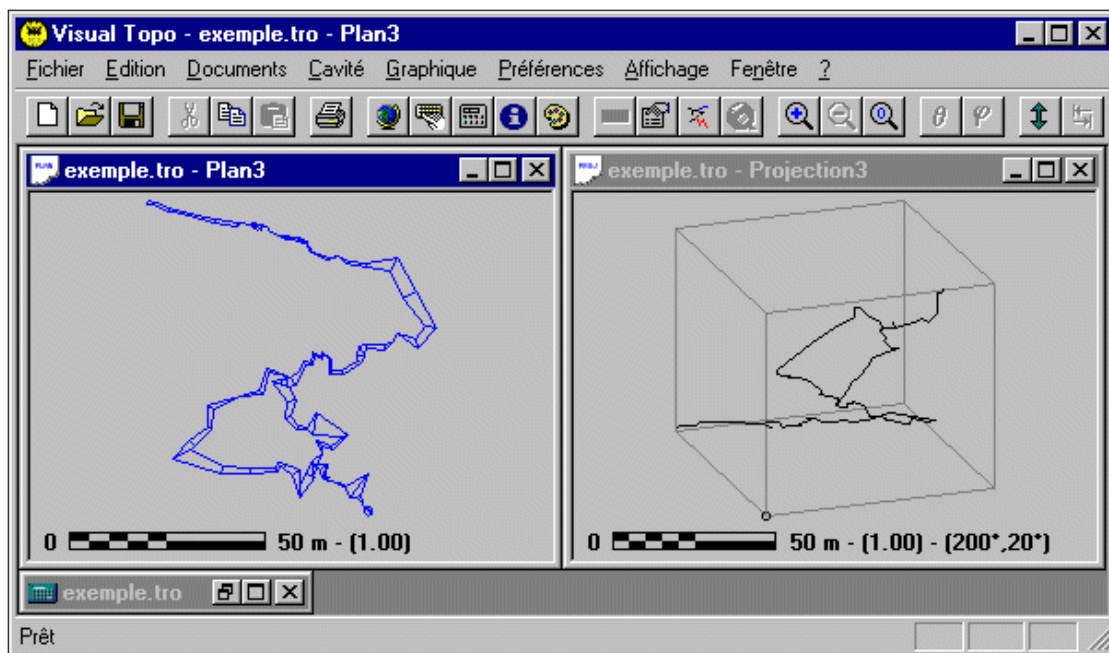 Visual Topo - exemple.tro - Plan3
Fichier Edition Documents Cavité Graphique Préférences Affichage Fenêtre ?
θ φ
exemple.tro - Plan3
exemple.tro - Projection3
0 50 m - (1.00)
0 50 m - (1.00) - (200*,20*)
exemple.tro
Prêt